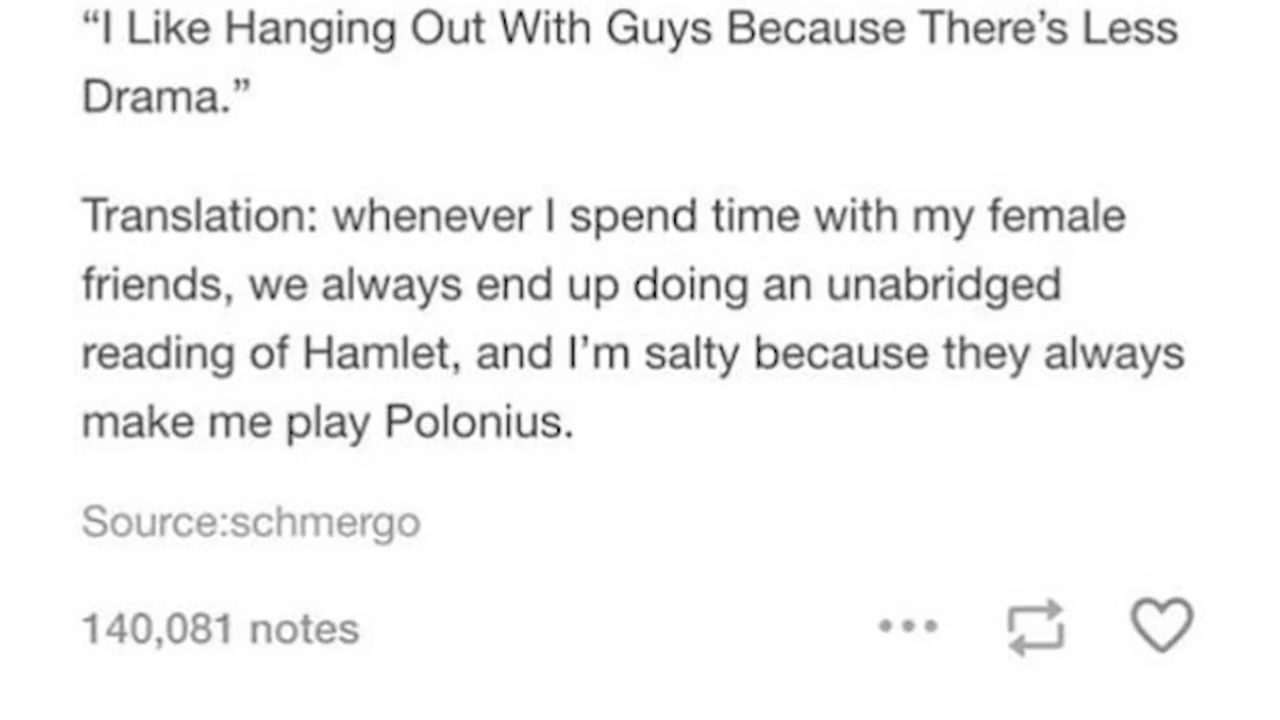 “I Like Hanging Out With Guys Because There’s Less
Drama.”
Translation: whenever I spend time with my female
friends, we always end up doing an unabridged
reading of Hamlet, and I’m salty because they always
make me play Polonius.
Source:schmergo
140,081 notes